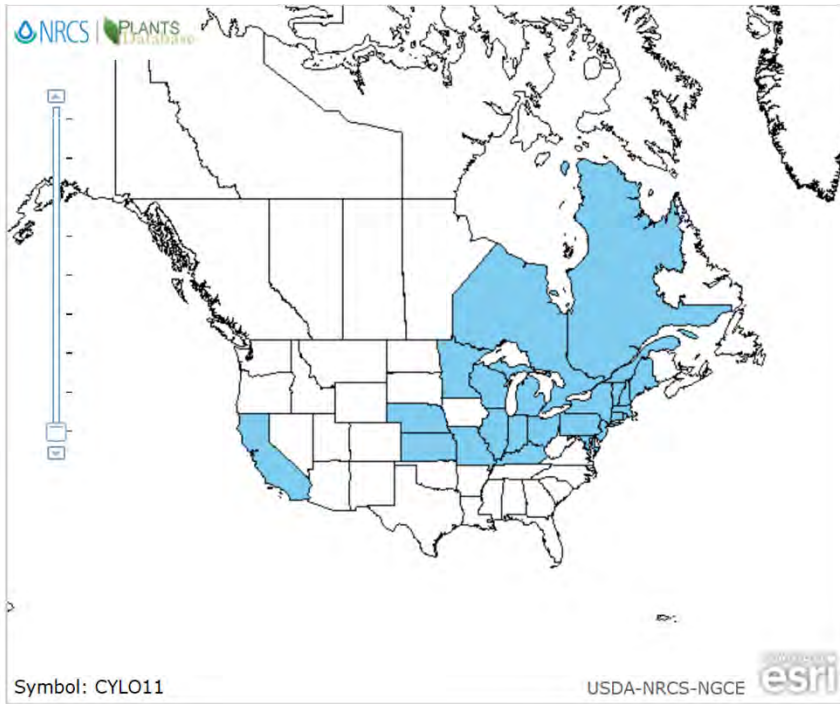 NRCS
PLANTS
Database
Symbol: CYLO11
USDA-NRCS-NGCE
esri